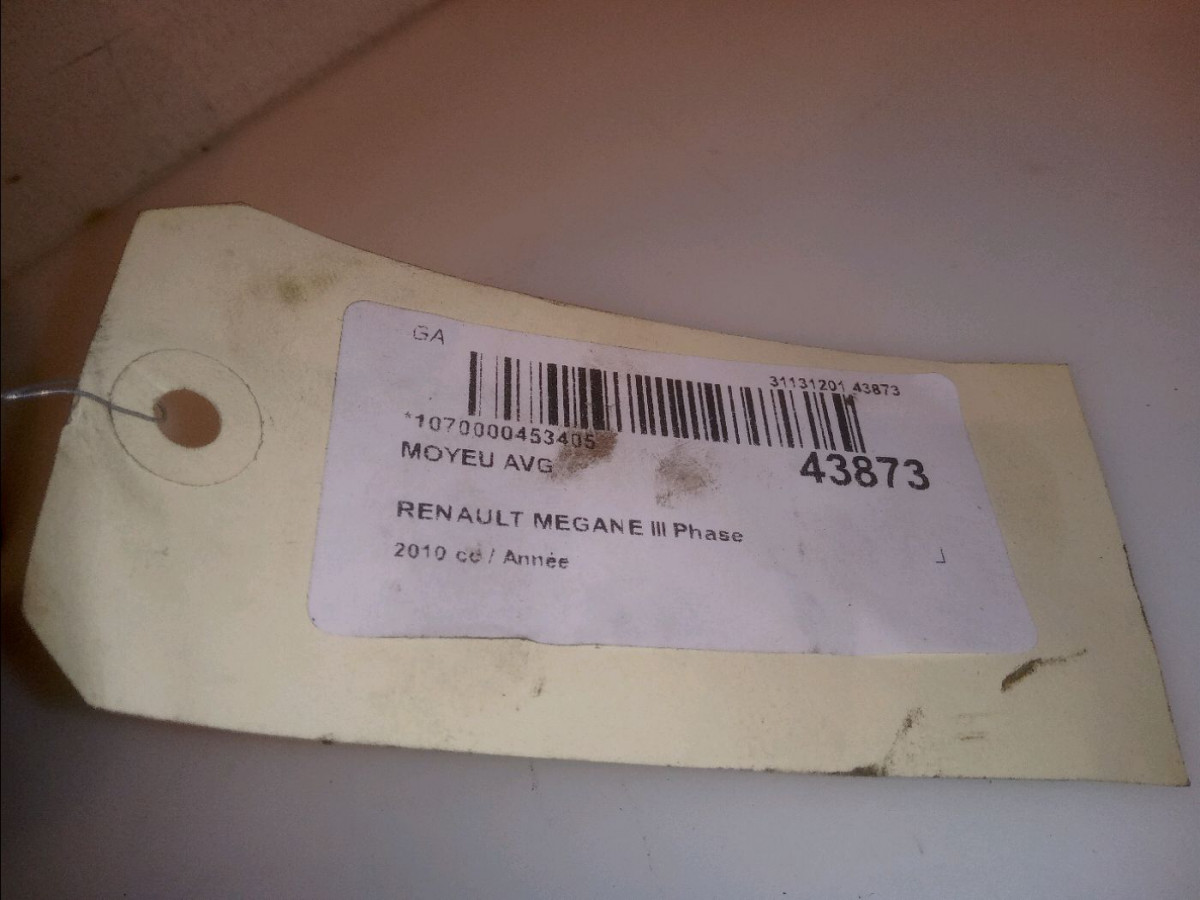 GA
31131201 43873
*1070000453405
43873
MOYEU AVG
RENAULT MEGANE III Phase
2010 cc / Année